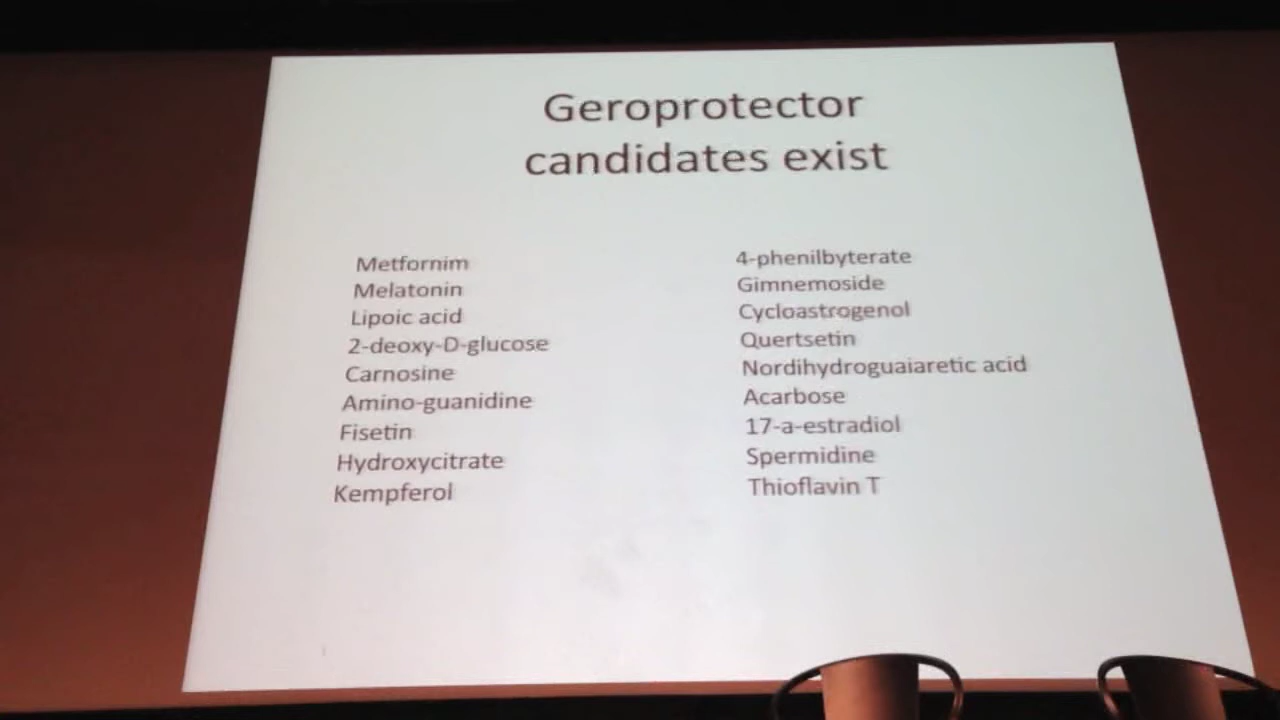 Geroprotector
candidates exist
Metfornim
Melatonin
Lipoic acid
2-deoxy-D-glucose
Carnosine
Amino-guanidine
Fisetin
Hydroxycitrate
Kempferol
4-phenilbyterate
Gimnemoside
Cycloastrogenol
Quertsetin
Nordihydroguaiaretic acid
Acarbose
17-a-estradiol
Spermidine
Thioflavin T